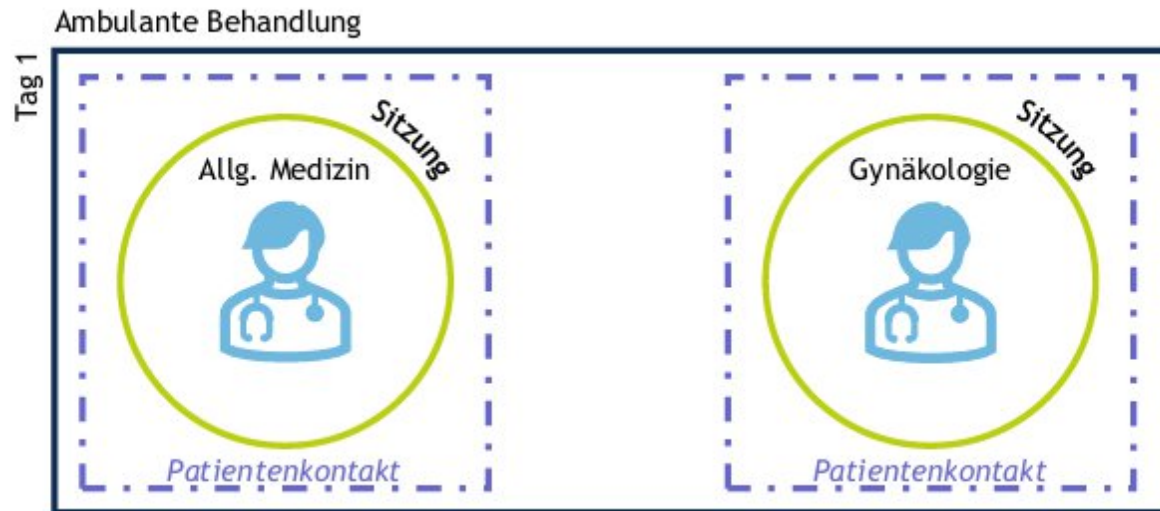 Ambulante Behandlung
Tag 1
Sitzung
Allg. Medizin
Patientenkontakt
Sitzung
Gynäkologie
Patientenkontakt